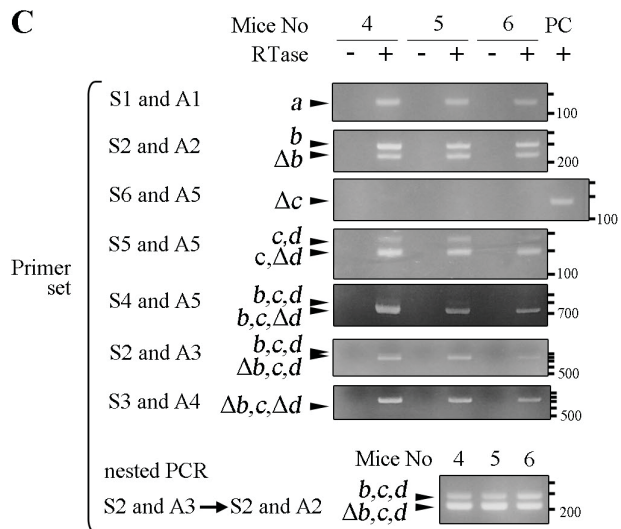 C
Mice No 4 5 6 PC
RTase - + - + - + +
Primer set
S1 and A1 a 100
S2 and A2 b Δb 200
S6 and A5 Δc 100
S5 and A5 c,d c,Δd 100
S4 and A5 b,c,d b,c,Δd 700
S2 and A3 b,c,d Δb,c,d 500
S3 and A4 Δb,c,Δd 500
nested PCR
Mice No 4 5 6
S2 and A3 → S2 and A2 b,c,d Δb,c,d 200